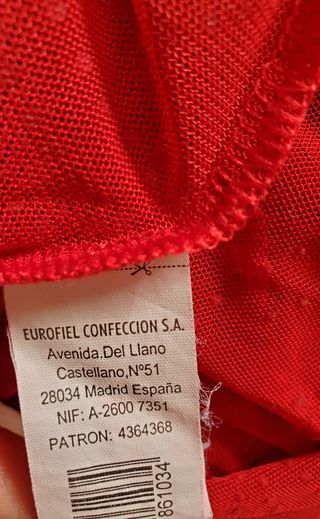 EUROFIEL CONFECCION S.A.
Avenida.Del Llano
Castellano,Nº51
28034 Madrid España
NIF: A-2600 7351
PATRON: 4364368
861034